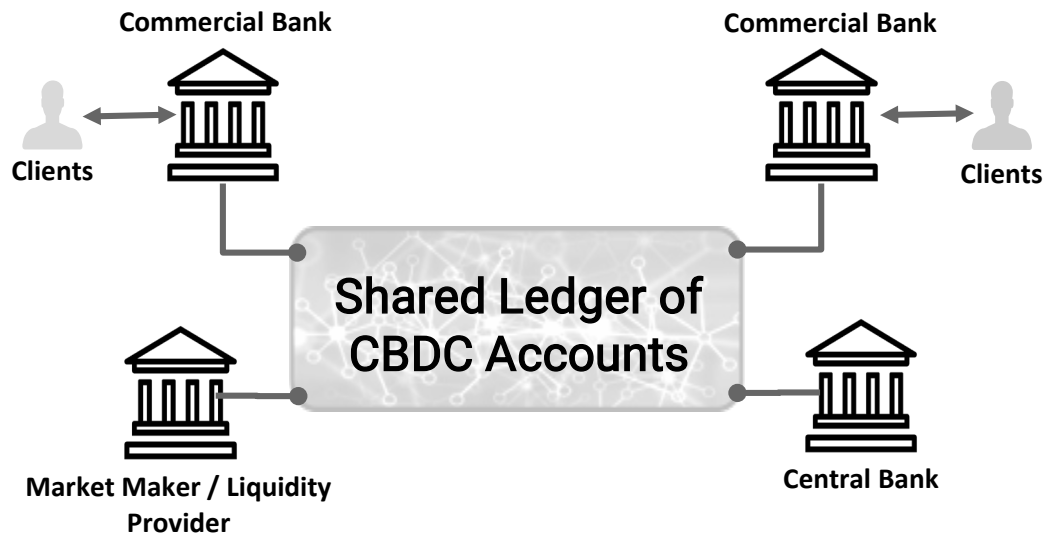 Commercial Bank
Commercial Bank
Clients
Clients
Shared Ledger of
CBDC Accounts
Market Maker / Liquidity
Provider
Central Bank